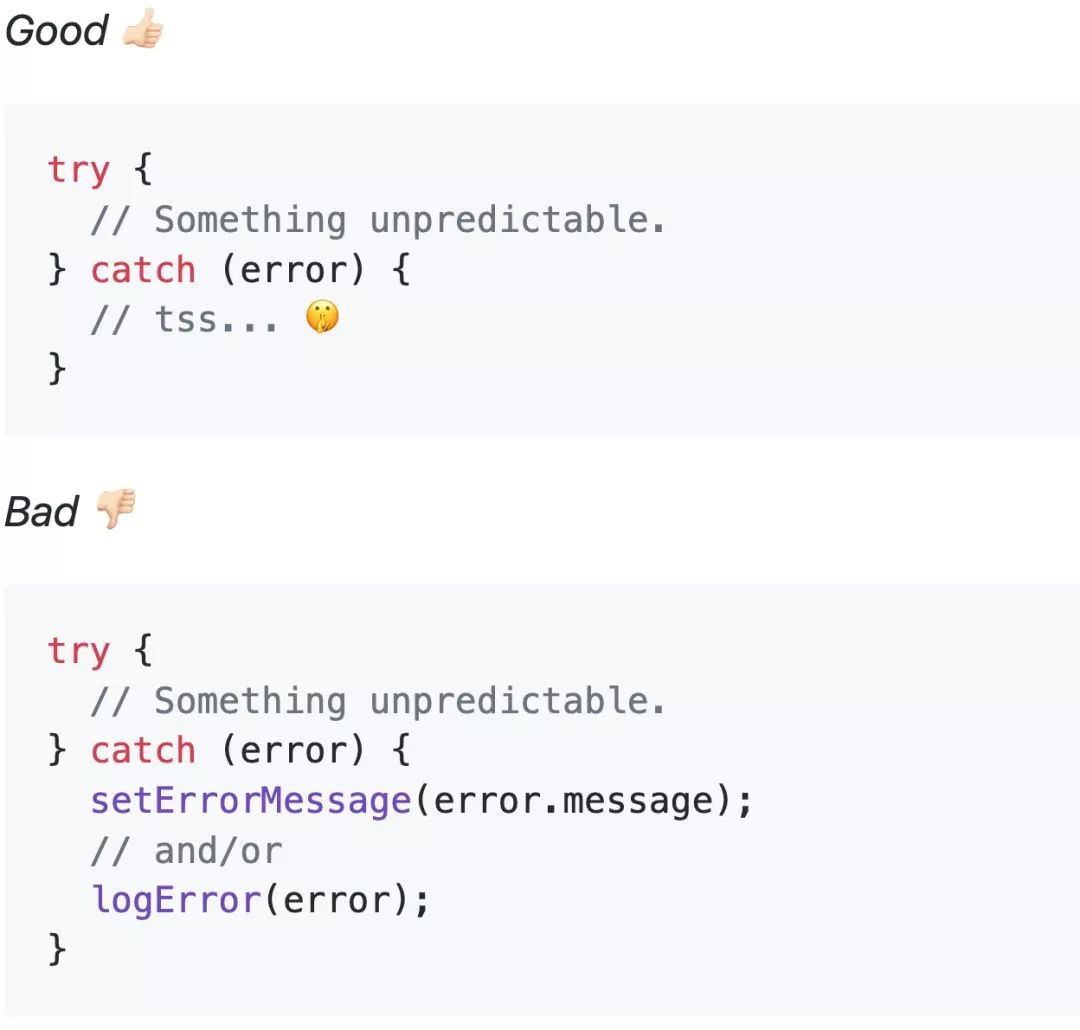 Good 👍🏻
try {
  // Something unpredictable.
} catch (error) {
  // tss... 🤫
}
Bad 👎🏻
try {
  // Something unpredictable.
} catch (error) {
  setErrorMessage(error.message);
  // and/or
  logError(error);
}